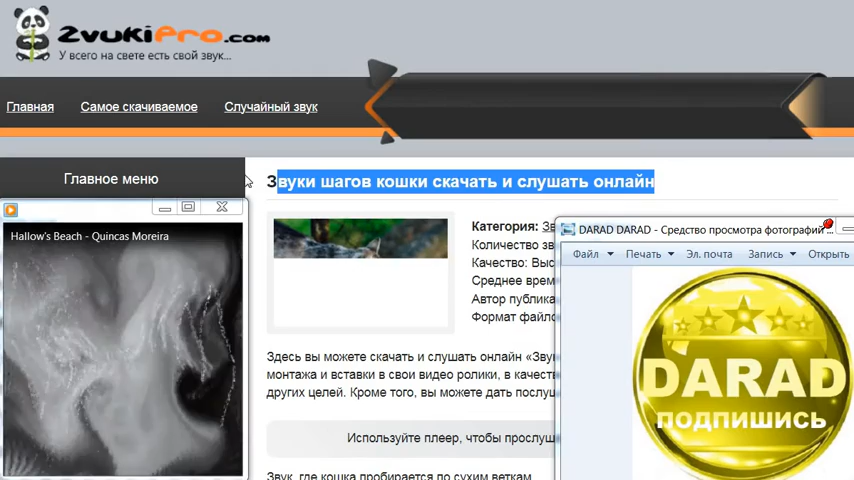 ZvukiPro.com
У всего на свете есть свой звук...
Главная
Самое скачиваемое
Случайный звук
Главное меню
Звуки шагов кошки скачать и слушать онлайн
Hallow's Beach - Quincas Moreira
Категория: Зв
Количество зв
Качество: Выс
Среднее врем
Автор публика
Формат файло
DARAD DARAD - Средство просмотра фотографий ...
Файл
Печать
Эл. почта
Запись
Открыть
DARAD
подпишись
Здесь вы можете скачать и слушать онлайн «Звук
монтажа и вставки в свои видео ролики, в качеств
других целей. Кроме того, вы можете дать послуш
Используйте плеер, чтобы прослуш
Звук, где кошка пробирается по сухим веткам